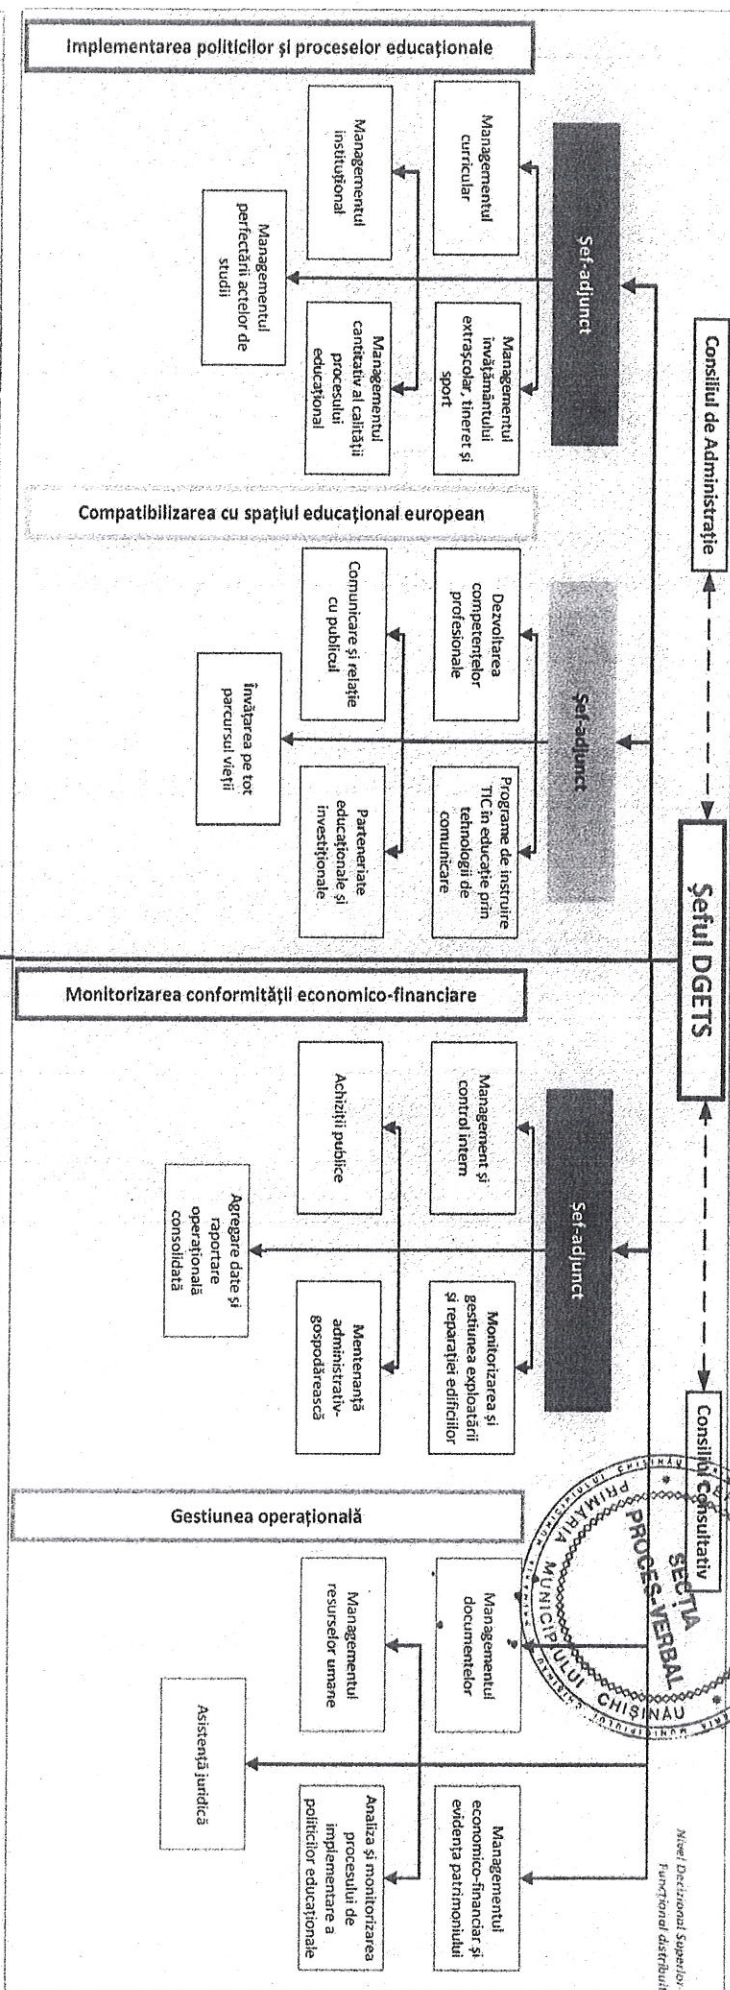 Nivel Decizional Superior-
Funcțional distribuit
Consiliul de Administrație
Șeful DGETS
Consiliul Consultativ
SECȚIA
PROCES-VERBAL
PRIMĂRIA MUNICIPIULUI CHIȘINĂU
Șef-adjunct
Managementul
curricular
Managementul
învățământului
extrașcolar, tineret și
sport
Managementul
instituțional
Managementul
cantitativ al calității
procesului
educațional
Managementul
perfectării actelor de
studii
Implementarea politicilor și proceselor educaționale
Șef-adjunct
Dezvoltarea
competențelor
profesionale
Programe de instruire
TIC în educație prin
tehnologii de
comunicare
Comunicare și relație
cu publicul
Parteneriate
educaționale și
investiționale
Învățarea pe tot
parcursul vieții
Compatibilizarea cu spațiul educațional european
Șef-adjunct
Management și
control intern
Monitorizarea și
gestiunea exploatării
și reparației edificiilor
Achiziții publice
Mentenanță
administrativ-
gospodărească
Agregare date și
raportare
operațională
consolidată
Monitorizarea conformității economico-financiare
Managementul
documentelor
Managementul
economico-financiar și
evidența patrimoniului
Managementul
resurselor umane
Analiza și monitorizarea
procesului de
implementare a
politicilor educaționale
Asistență juridică
Gestiunea operațională